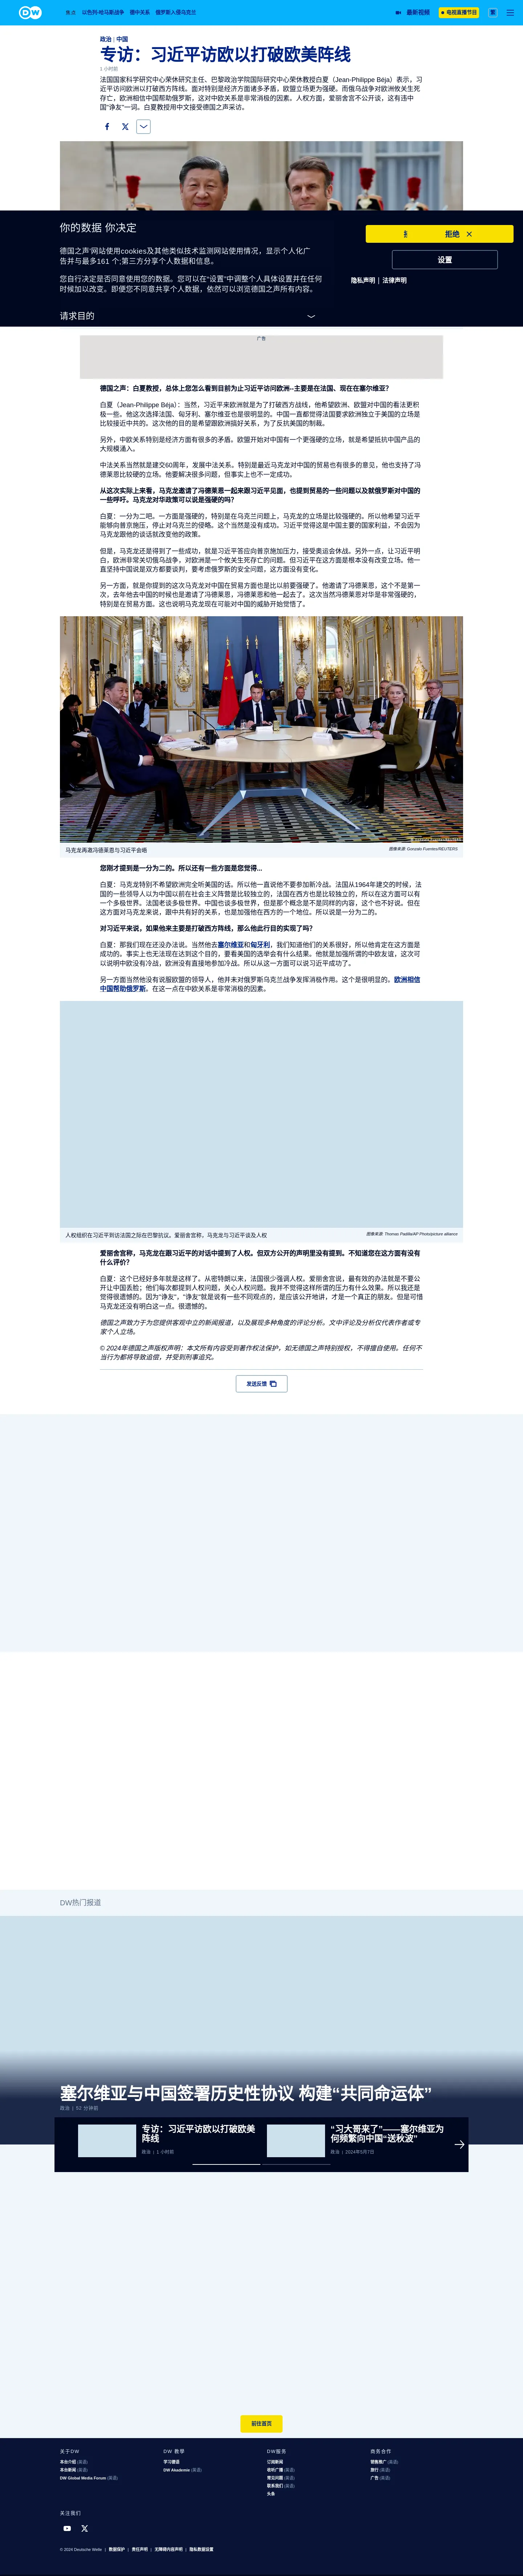 DW
焦点 以色列-哈马斯战争 德中关系 俄罗斯入侵乌克兰
最新视频
电视直播节目
繁
政治 | 中国
专访：习近平访欧以打破欧美阵线
1 小时前
法国国家科学研究中心荣休研究主任、巴黎政治学院国际研究中心荣休教授白夏（Jean-Philippe Béja）表示，习近平访问欧洲以打破西方阵线。面对特别是经济方面诸多矛盾，欧盟立场更为强硬。而俄乌战争对欧洲攸关生死存亡，欧洲相信中国帮助俄罗斯，这对中欧关系是非常消极的因素。人权方面，爱丽舍宫不公开谈，这有违中国"诤友"一词。白夏教授用中文接受德国之声采访。
你的数据 你决定
拒绝
德国之声'网站使用cookies及其他类似技术监测网站使用情况，显示个人化广告并与最多161 个;第三方分享个人数据和信息。
设置
您自行决定是否同意使用您的数据。您可以在"设置"中调整个人具体设置并在任何时候加以改变。即便您不同意共享个人数据，依然可以浏览德国之声所有内容。
隐私声明 | 法律声明
请求目的
广告
德国之声：白夏教授，总体上您怎么看到目前为止习近平访问欧洲--主要是在法国、现在在塞尔维亚？
白夏（Jean-Philippe Béja）：当然，习近平来欧洲就是为了打破西方战线，他希望欧洲、欧盟对中国的看法更积极一些。他这次选择法国、匈牙利、塞尔维亚也是很明显的。中国一直都觉得法国要求欧洲独立于美国的立场是比较接近中共的。这次他的目的是希望跟欧洲搞好关系，为了反抗美国的制裁。
另外，中欧关系特别是经济方面有很多的矛盾。欧盟开始对中国有一个更强硬的立场，就是希望抵抗中国产品的大规模涌入。
中法关系当然就是建交60周年，发展中法关系。特别是最近马克龙对中国的贸易也有很多的意见，他也支持了冯德莱恩比较硬的立场。他要解决很多问题，但事实上也不一定成功。
从这次实际上来看，马克龙邀请了冯德莱恩一起来跟习近平见面，也提到贸易的一些问题以及就俄罗斯对中国的一些呼吁。马克龙对华政策可以说是强硬的吗？
白夏：一分为二吧。一方面是强硬的，特别是在乌克兰问题上，马克龙的立场是比较强硬的。所以他希望习近平能够向普京施压，停止对乌克兰的侵略。这个当然是没有成功。习近平觉得这是中国主要的国家利益，不会因为马克龙跟他的谈话就改变他的政策。
但是，马克龙还是得到了一些成功，就是习近平答应向普京施加压力，接受奥运会休战。另外一点，让习近平明白，欧洲非常关切俄乌战争，对欧洲是一个攸关生死存亡的问题。但习近平在这方面是根本没有改变立场。他一直坚持中国说是双方都要谈判，要考虑俄罗斯的安全问题，这方面没有变化。
另一方面，就是你提到的这次马克龙对中国在贸易方面也是比以前要强硬了。他邀请了冯德莱恩，这个不是第一次，去年他去中国的时候也是邀请了冯德莱恩，冯德莱恩和他一起去了。这次当然冯德莱恩对华是非常强硬的，特别是在贸易方面。这也说明马克龙现在可能对中国的威胁开始觉悟了。
马克龙再邀冯德莱恩与习近平会晤
图像来源: Gonzalo Fuentes/REUTERS
您刚才提到是一分为二的。所以还有一些方面是您觉得...
白夏：马克龙特别不希望欧洲完全听美国的话。所以他一直说他不要参加新冷战。法国从1964年建交的时候，法国的一些领导人以为中国以前在社会主义阵营是比较独立的，法国人他觉得在西方阵营也是比较独立，所以这方面可以有一个多极世界。法国老谈多极世界。中国也谈多极世界，但是那个概念是不是同样的内容，这个也不好说。但在这方面对马克龙来说，跟中共有好的关系，也是加强他在西方的一个地位。所以说是一分为二的。
对习近平来说，如果他来主要是打破西方阵线，那么他此行目的实现了吗？
白夏：那我们现在还没办法说。当然他去塞尔维亚和匈牙利，我们知道他们的关系很好，所以他肯定在这方面是成功的。事实上也无法现在达到这个目的，要看美国的选举会有什么结果。他就是加强所谓的中欧友谊，这次可以说明中欧没有冷战，欧洲没有直接地参加冷战。所以从这一方面可以说习近平成功了。
另一方面当然他没有说服欧盟的领导人，他并未对俄罗斯乌克兰战争发挥消极作用。这个是很明显的。欧洲相信中国帮助俄罗斯。在这一点在中欧关系是非常消极的因素。
人权组织在习近平到访法国之际在巴黎抗议。爱丽舍宫称、马克龙与习近平谈及人权
图像来源: Thomas Padilla/AP Photo/picture alliance
爱丽舍宫称，马克龙在跟习近平的对话中提到了人权。但双方公开的声明里没有提到。不知道您在这方面有没有什么评价？
白夏：这个已经好多年就是这样了。从密特朗以来，法国很少强调人权。爱丽舍宫说，最有效的办法就是不要公开让中国丢脸；他们每次都提到人权问题，关心人权问题。我并不觉得这样所谓的压力有什么效果。所以我还是觉得很遗憾的。因为"诤友"，"诤友"就是说有一些不同观点的，是应该公开地讲，才是一个真正的朋友。但是可惜马克龙还没有明白这一点。很遗憾的。
德国之声致力于为您提供客观中立的新闻报道，以及展现多种角度的评论分析。文中评论及分析仅代表作者或专家个人立场。
© 2024年德国之声版权声明：本文所有内容受到著作权法保护，如无德国之声特别授权，不得擅自使用。任何不当行为都将导致追偿，并受到刑事追究。
发送反馈
DW热门报道
塞尔维亚与中国签署历史性协议 构建“共同命运体”
政治 | 52 分钟前
专访：习近平访欧以打破欧美阵线
政治 | 1 小时前
“习大哥来了”——塞尔维亚为何频繁向中国“送秋波”
政治 | 2024年5月7日
前往首页
关于DW
本台介绍 (英语)
本台新闻 (英语)
DW Global Media Forum (英语)
DW 教學
学习德语
DW Akademie (英语)
DW服务
订阅新闻
收听广播 (英语)
常见问题 (英语)
联系我们 (英语)
头条
商务合作
销售推广 (英语)
旅行 (英语)
广告 (英语)
关注我们
© 2024 Deutsche Welle | 数据保护 | 责任声明 | 无障碍内容声明 | 隐私数据设置